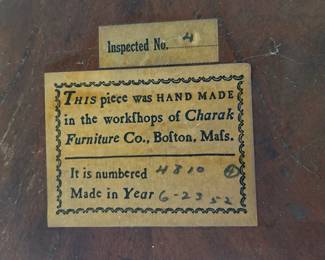 Inspected No. 4
THIS piece was HAND MADE
in the workſhops of Charak
Furniture Co., Boſton, Maſs.
It is numbered 4810 4
Made in Year 6-23 52